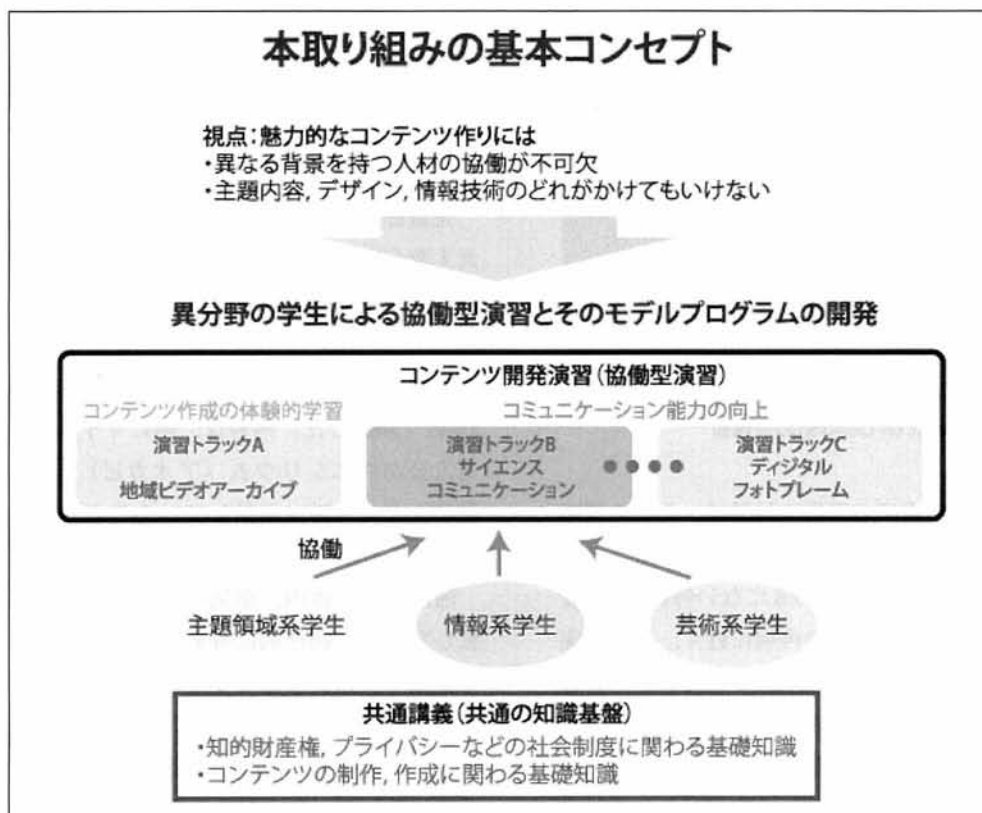 本取り組みの基本コンセプト
視点:魅力的なコンテンツ作りには
・異なる背景を持つ人材の協働が不可欠
・主題内容, デザイン, 情報技術のどれがかけてもいけない
異分野の学生による協働型演習とそのモデルプログラムの開発
コンテンツ開発演習(協働型演習)
コンテンツ作成の体験的学習
コミュニケーション能力の向上
演習トラックA
地域ビデオアーカイブ
演習トラックB
サイエンス
コミュニケーション
演習トラックC
ディジタル
フォトプレーム
協働
主題領域系学生
情報系学生
芸術系学生
共通講義(共通の知識基盤)
・知的財産権, プライバシーなどの社会制度に関わる基礎知識
・コンテンツの制作, 作成に関わる基礎知識